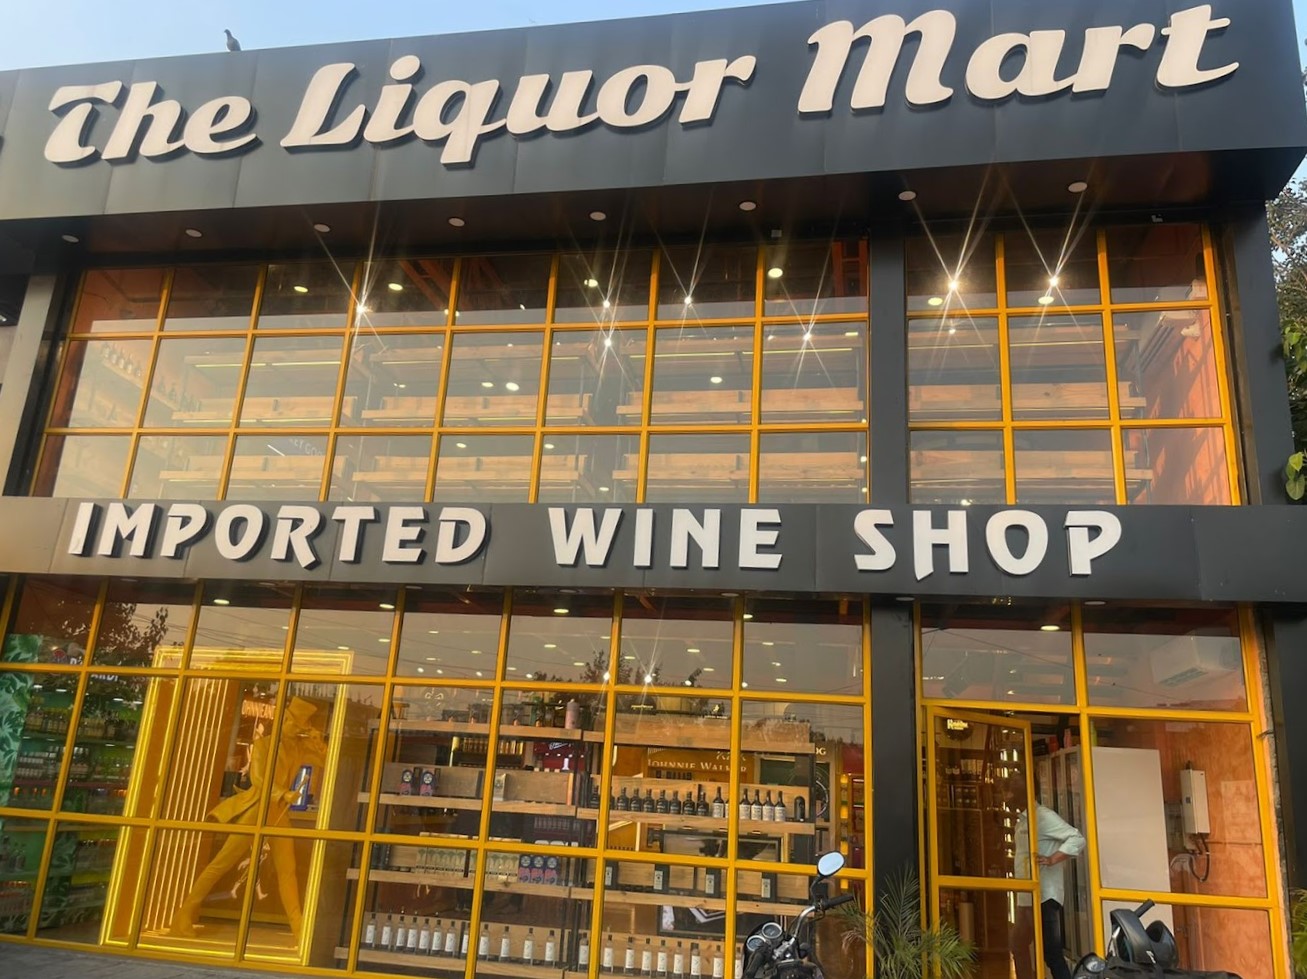 The Liquor Mart
IMPORTED WINE SHOP
JOHNNIE WALKER